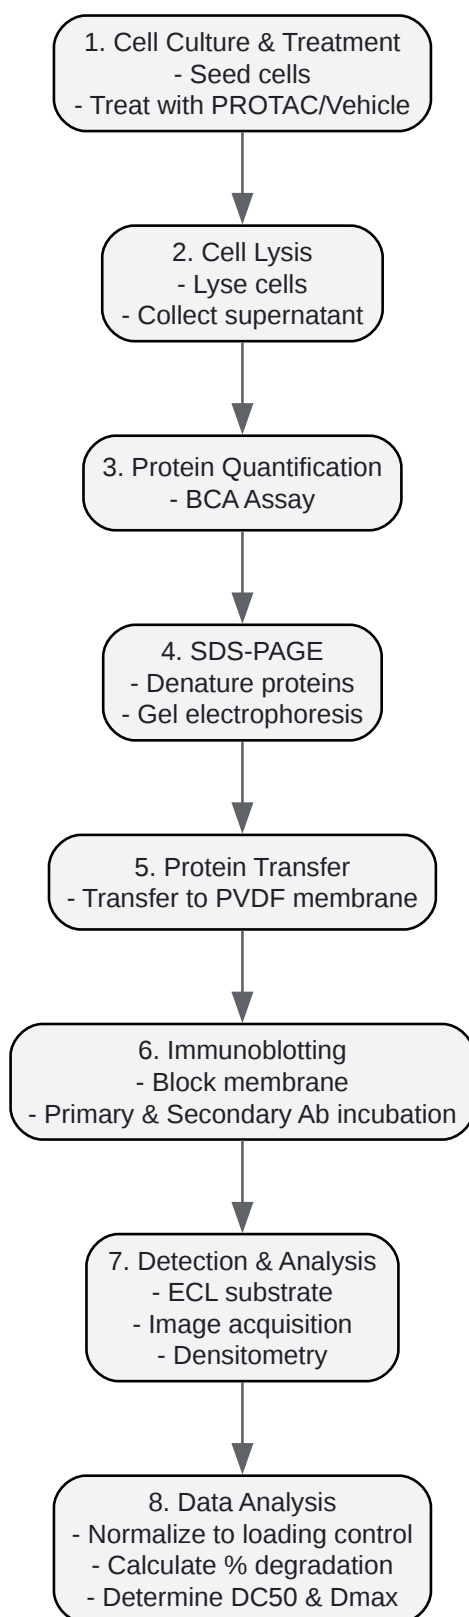 1. Cell Culture & Treatment
- Seed cells
- Treat with PROTAC/Vehicle
2. Cell Lysis
- Lyse cells
- Collect supernatant
3. Protein Quantification
- BCA Assay
4. SDS-PAGE
- Denature proteins
- Gel electrophoresis
5. Protein Transfer
- Transfer to PVDF membrane
6. Immunoblotting
- Block membrane
- Primary & Secondary Ab incubation
7. Detection & Analysis
- ECL substrate
- Image acquisition
- Densitometry
8. Data Analysis
- Normalize to loading control
- Calculate % degradation
- Determine DC50 & Dmax